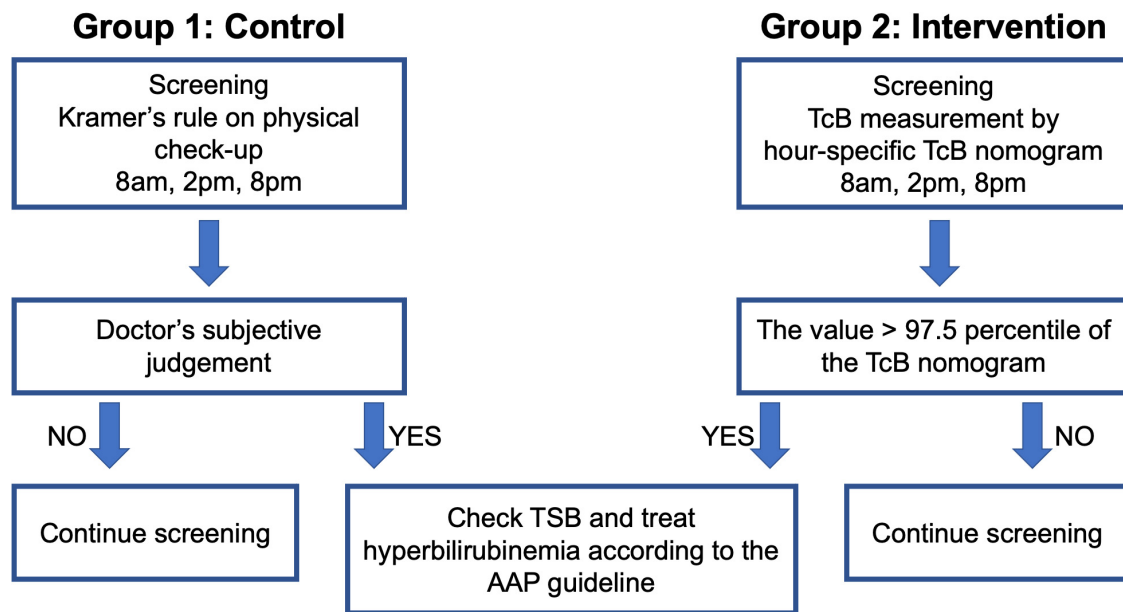 Group 1: Control
Screening
Kramer's rule on physical
check-up
8am, 2pm, 8pm
Doctor's subjective
judgement
NO
YES
Continue screening
Group 2: Intervention
Screening
TcB measurement by
hour-specific TcB nomogram
8am, 2pm, 8pm
The value > 97.5 percentile of
the TcB nomogram
YES
NO
Check TSB and treat
hyperbilirubinemia according to the
AAP guideline
Continue screening